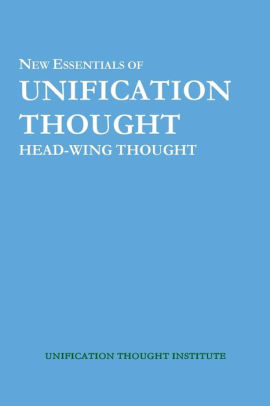 NEW ESSENTIALS OF
UNIFICATION
THOUGHT
HEAD-WING THOUGHT
UNIFICATION THOUGHT INSTITUTE